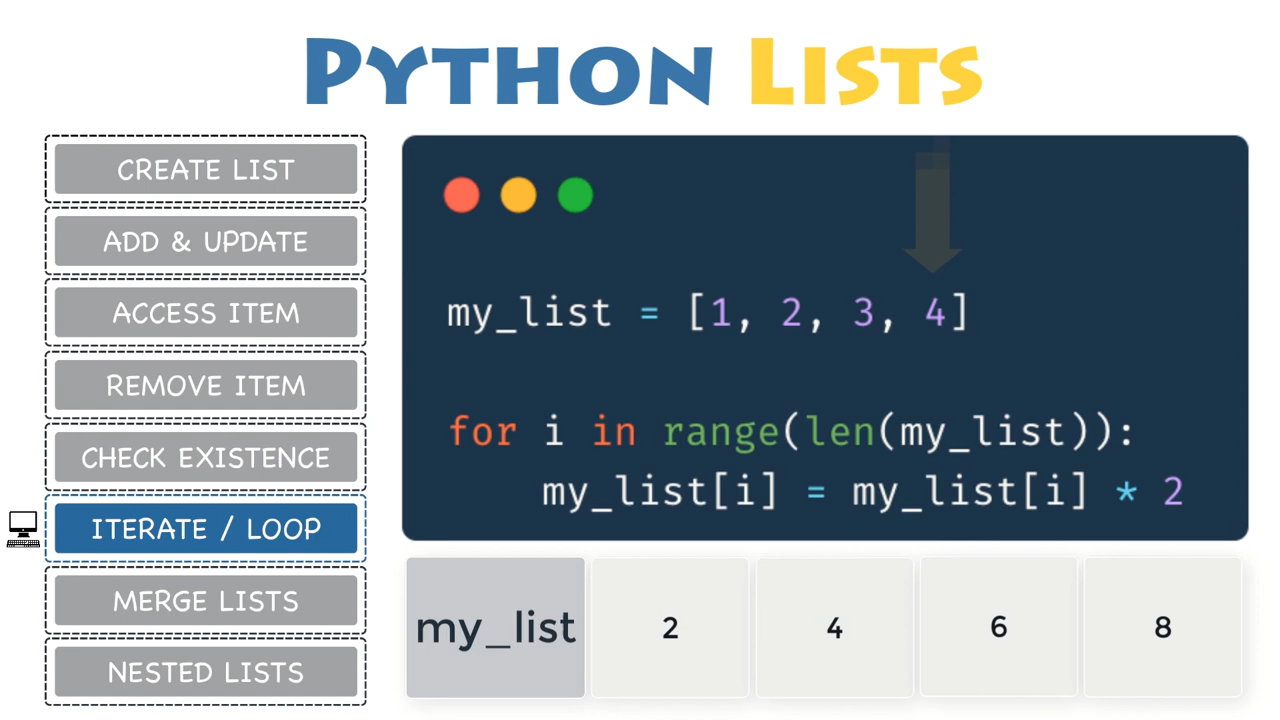 PYTHON LISTS
CREATE LIST
ADD & UPDATE
ACCESS ITEM
REMOVE ITEM
CHECK EXISTENCE
ITERATE / LOOP
MERGE LISTS
NESTED LISTS
my_list = [1, 2, 3, 4]
for i in range(len(my_list)):
    my_list[i] = my_list[i] * 2
my_list 2 4 6 8